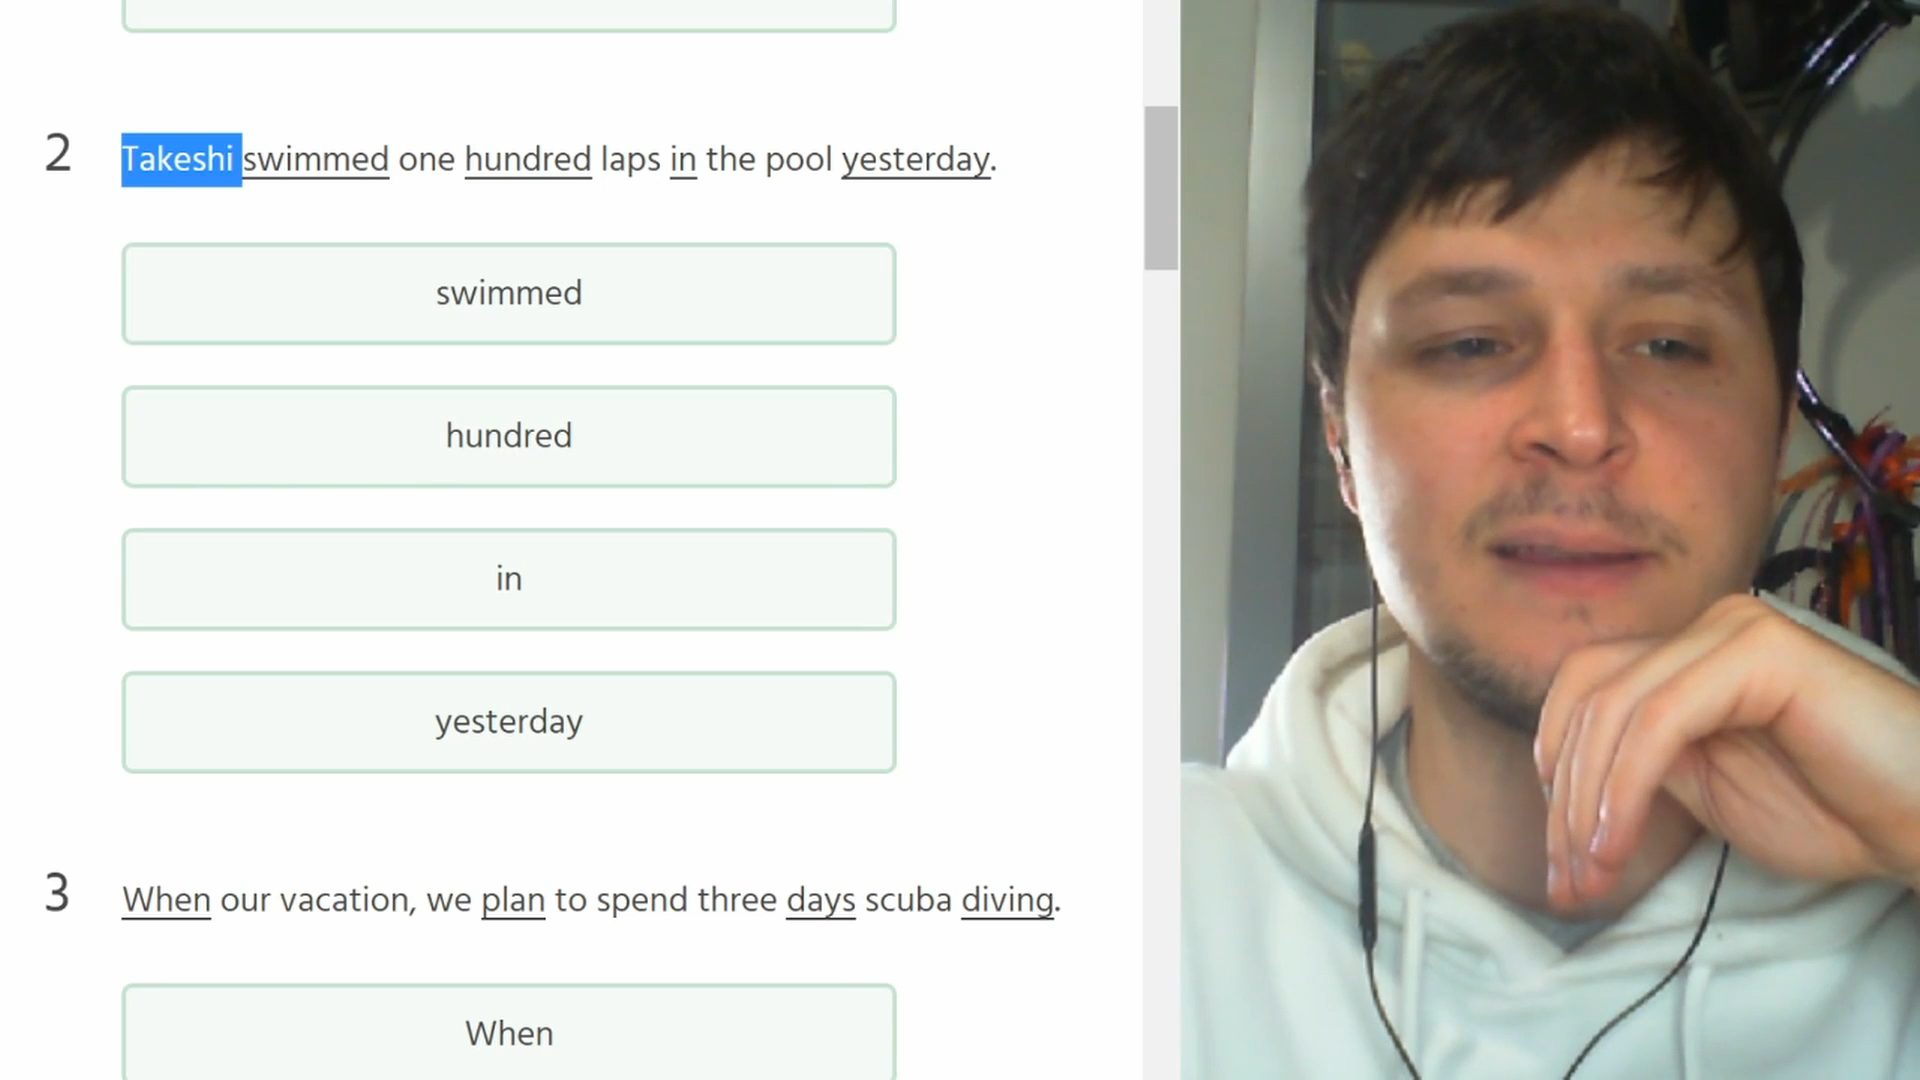 2 Takeshi swimmed one hundred laps in the pool yesterday.
swimmed
hundred
in
yesterday
3 When our vacation, we plan to spend three days scuba diving.
When